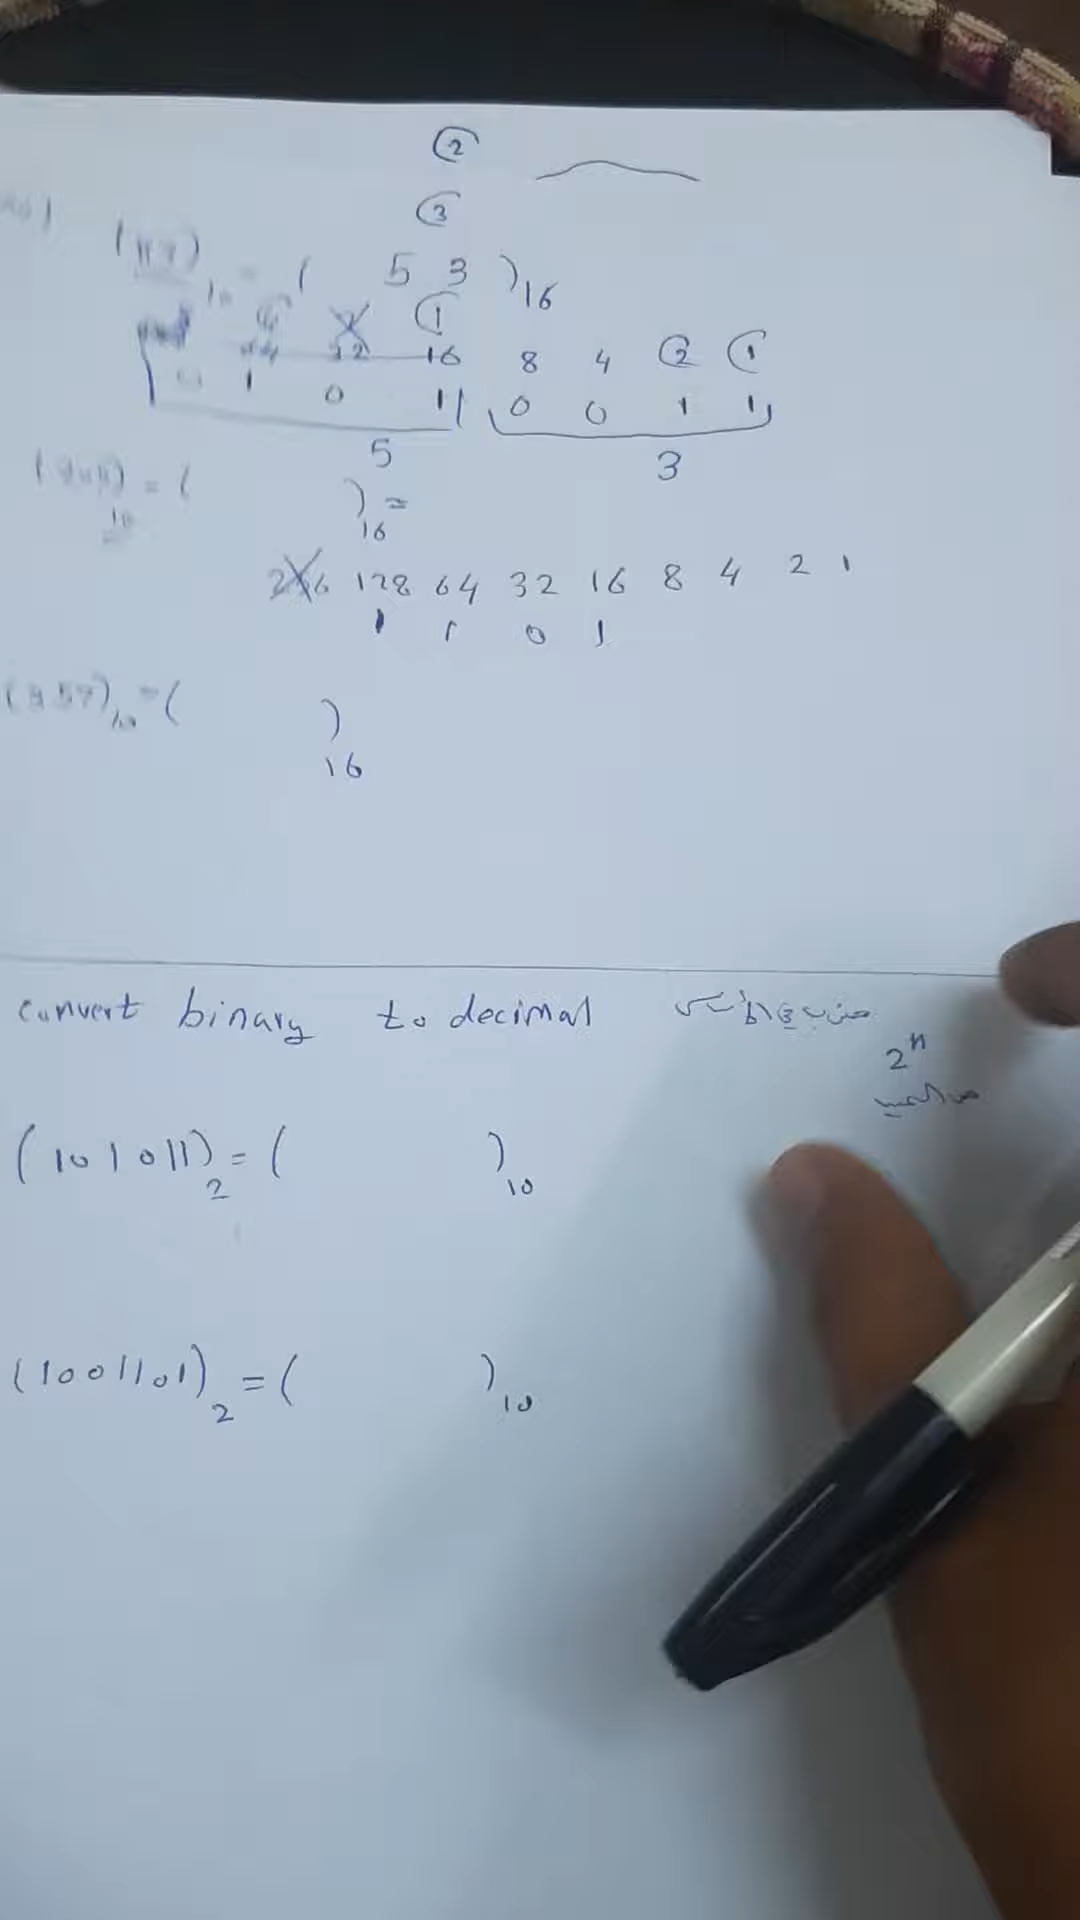 2
3
( 5 3 )16
1
16 8 4 2 1
0 1 0 1 0 0 1 1
5 3
= (
)16 =
256 128 64 32 16 8 4 2 1
1 1 0 1
= (
)16
convert binary to decimal
2ⁿ
(101011)2 = ( )10
(1001101)2 = ( )10